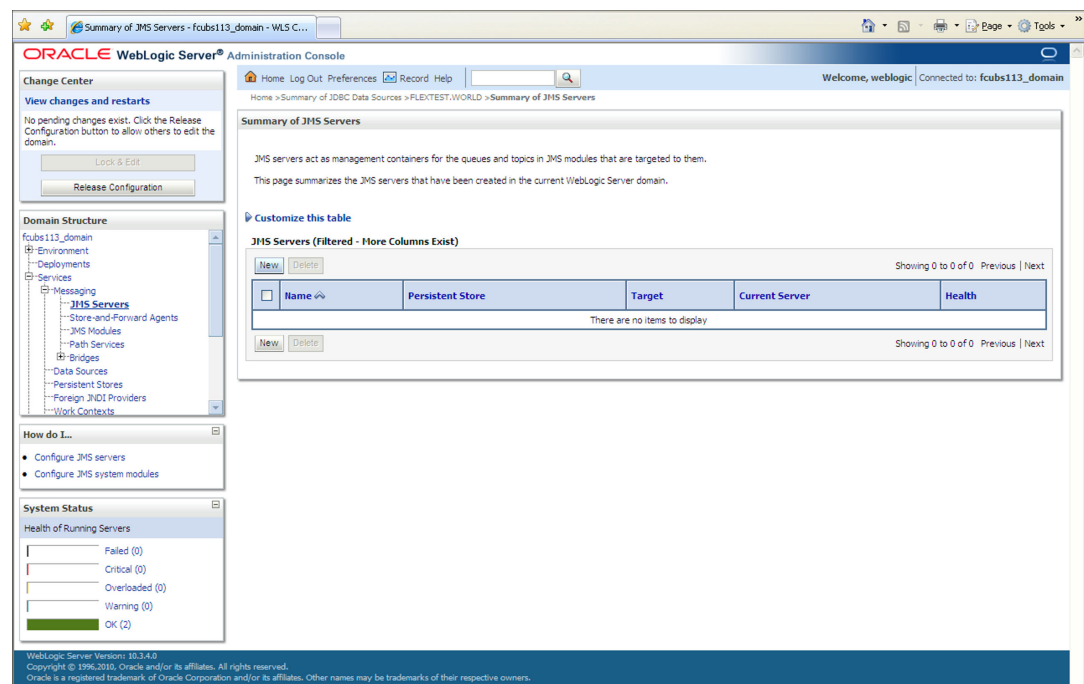 Summary of JMS Servers - fcubs113_domain - WLS C...
Page
Tools
»
ORACLE WebLogic Server® Administration Console
Change Center
View changes and restarts
No pending changes exist. Click the Release
Configuration button to allow others to edit the
domain.
Lock & Edit
Release Configuration
Domain Structure
fcubs113_domain
Environment
Deployments
Services
Messaging
JMS Servers
Store-and-Forward Agents
JMS Modules
Path Services
Bridges
Data Sources
Persistent Stores
Foreign JNDI Providers
Work Contexts
How do I...
Configure JMS servers
Configure JMS system modules
System Status
Health of Running Servers
Failed (0)
Critical (0)
Overloaded (0)
Warning (0)
OK (2)
Home Log Out Preferences Record Help
Welcome, weblogic Connected to: fcubs113_domain
Home >Summary of JDBC Data Sources >FLEXTEST.WORLD >Summary of JMS Servers
Summary of JMS Servers
JMS servers act as management containers for the queues and topics in JMS modules that are targeted to them.
This page summarizes the JMS servers that have been created in the current WebLogic Server domain.
Customize this table
JMS Servers (Filtered - More Columns Exist)
New Delete Showing 0 to 0 of 0 Previous | Next
Name Persistent Store Target Current Server Health
There are no items to display
New Delete Showing 0 to 0 of 0 Previous | Next
WebLogic Server Version: 10.3.4.0
Copyright © 1996,2010, Oracle and/or its affiliates. All rights reserved.
Oracle is a registered trademark of Oracle Corporation and/or its affiliates. Other names may be trademarks of their respective owners.